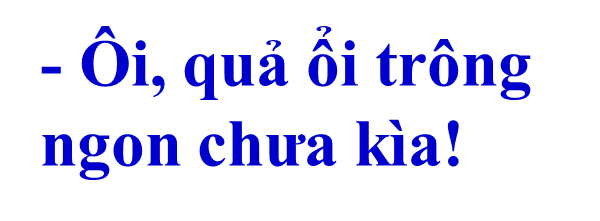 - Ôi, quả ổi trông
ngon chưa kìa!